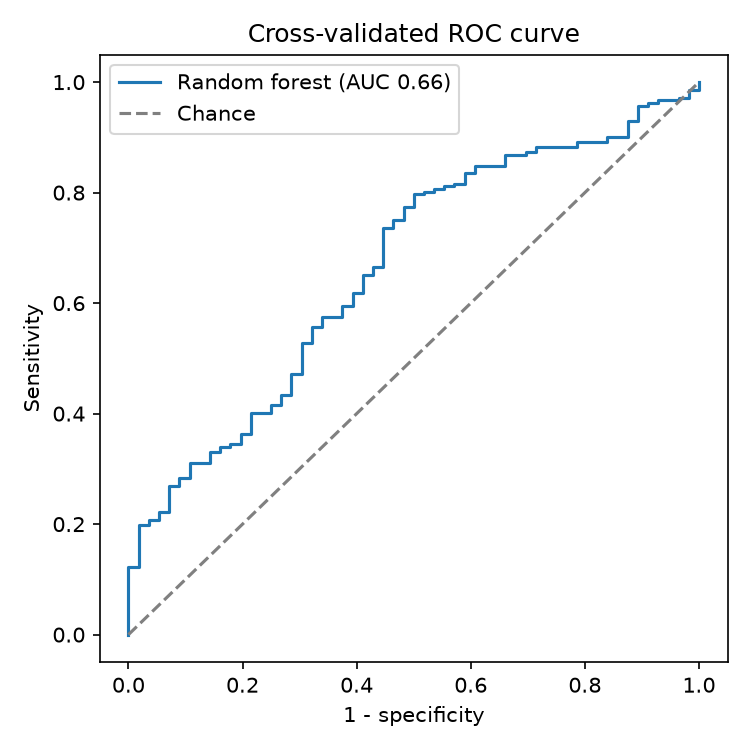 Cross-validated ROC curve
Random forest (AUC 0.66)
Chance
Sensitivity
1.0
0.8
0.6
0.4
0.2
0.0
0.0 0.2 0.4 0.6 0.8 1.0
1 - specificity